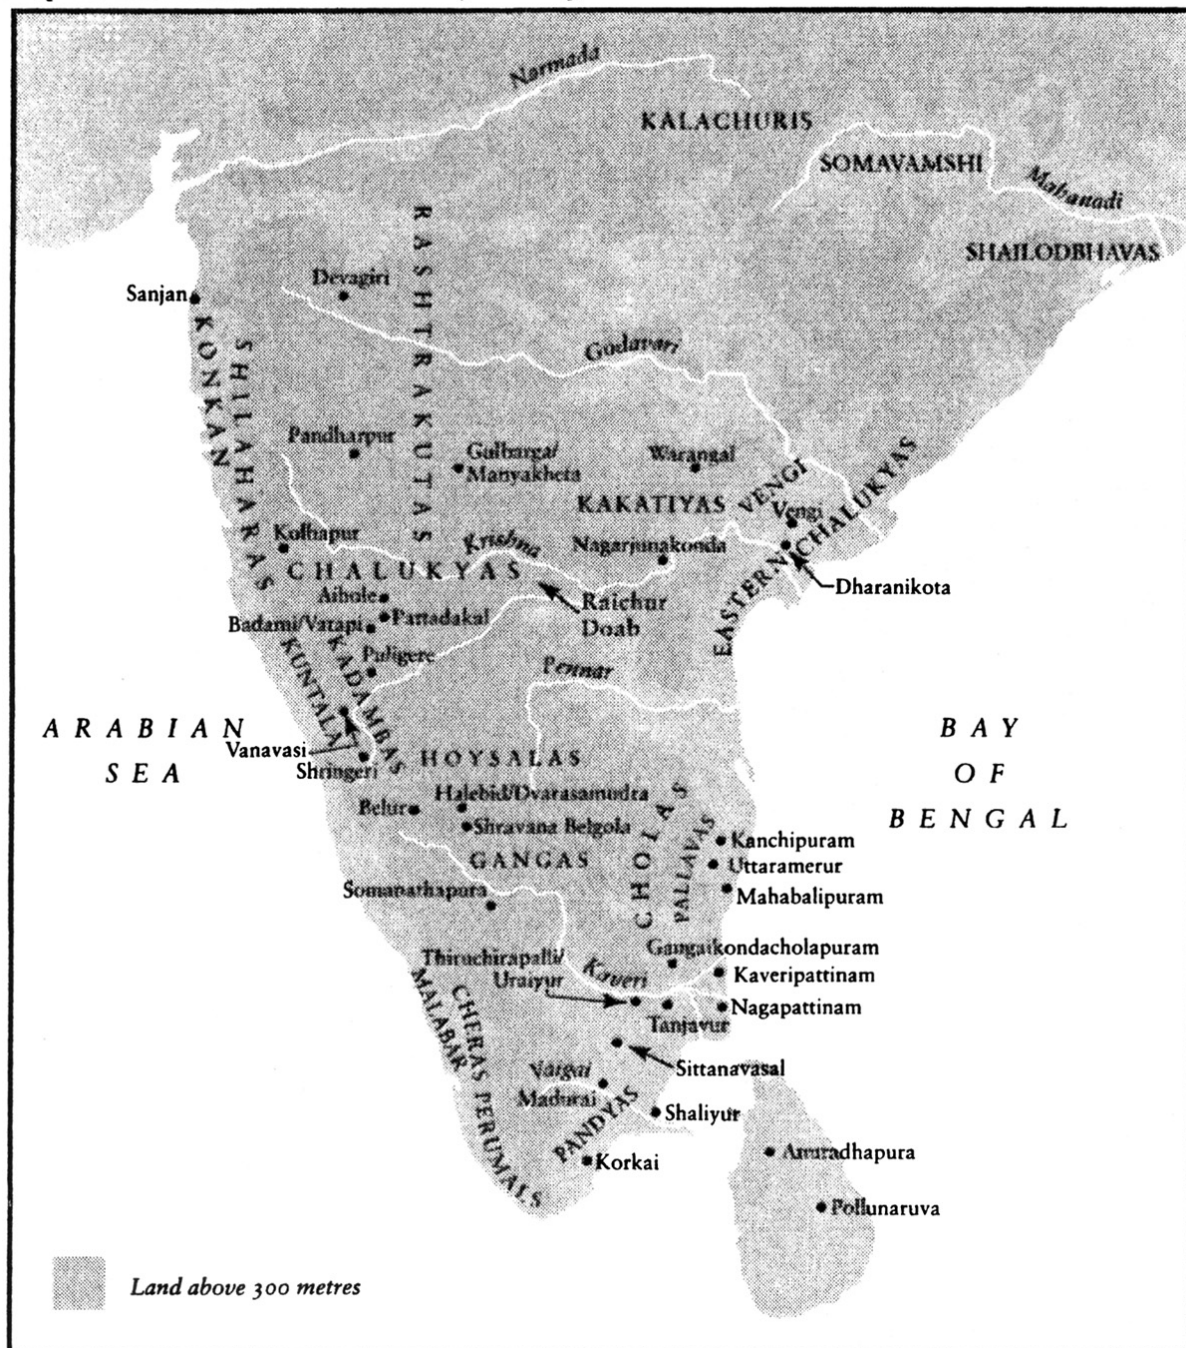 Narmada
KALACHURIS
SOMAVAMSHI
Mahanadi
SHAILODBHAVAS
RASHTRAKUTAS
Devagiri
Sanjan
KONKAN
SHILAHARAS
Godavari
Pandharpur
Gulbarga/
Manyakheta
Warangal
KAKATIYAS
VENGI
Vengi
EASTERN CHALUKYAS
Kolhapur
Krishna
Nagarjunakonda
CHALUKYAS
Dharanikota
Aihole
Raichur
Doab
Badami/Vatapi
Pattadakal
Puligere
KUNTALA
KADAMBAS
Pennar
ARABIAN
SEA
BAY
OF
BENGAL
Vanavasi
Shringeri
HOYSALAS
Belur
Halebid/Dvarasamudra
Shravana Belgola
CHOLAS
PALLAVAS
Kanchipuram
GANGAS
Uttaramerur
Somanathapura
Mahabalipuram
Gangaikondacholapuram
Thiruchirapalli/
Uraiyur
Kaveri
Kaveripattinam
Nagapattinam
Tanjavur
MALABAR
CHERAS PERUMALS
Sittanavasal
Vaigai
Madurai
PANDYAS
Shaliyur
Korkai
Anuradhapura
Pollunaruva
Land above 300 metres